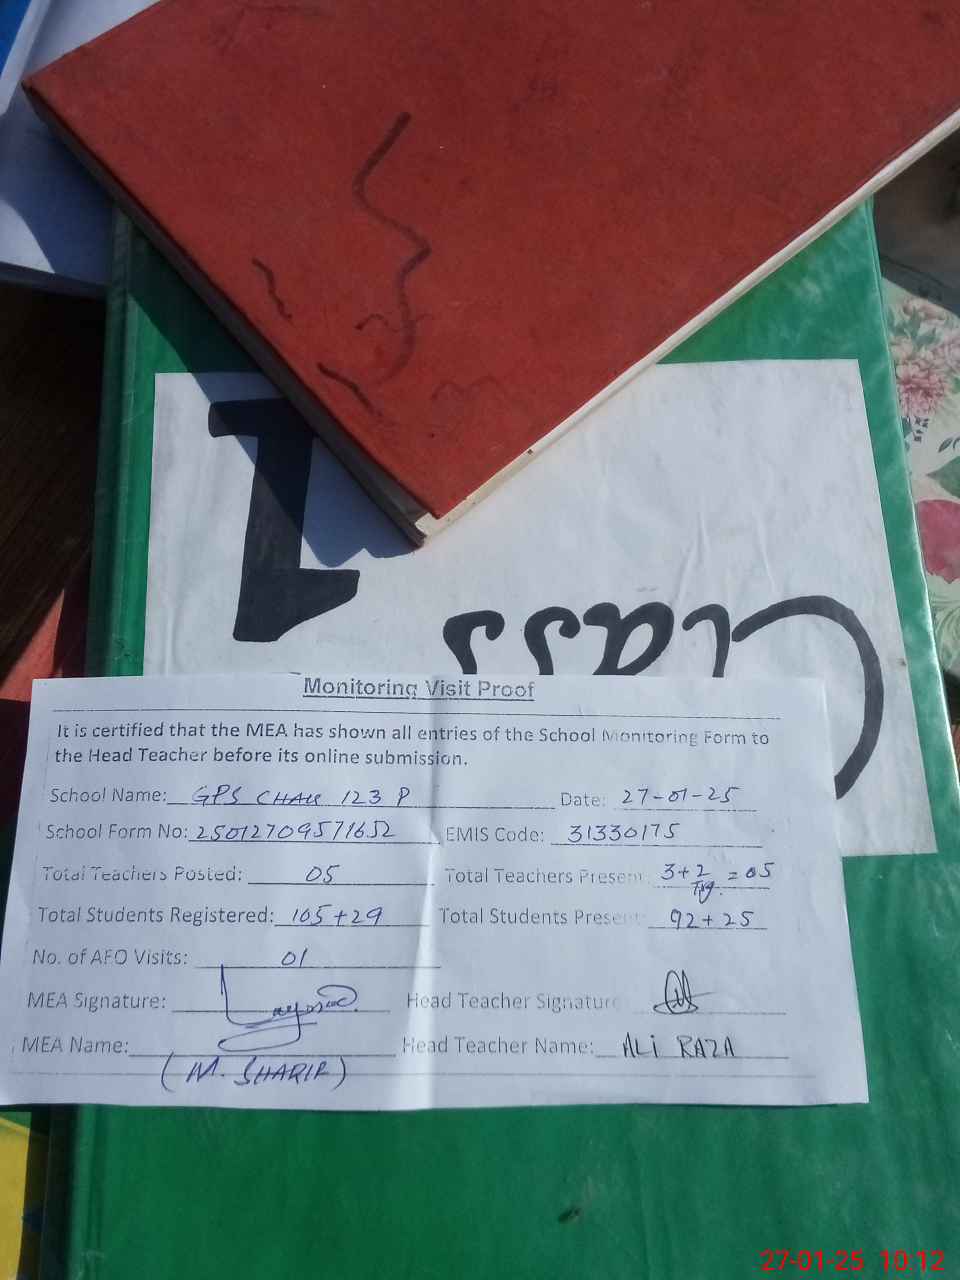 Class
1
Monitoring Visit Proof
It is certified that the MEA has shown all entries of the School Monitoring Form to
the Head Teacher before its online submission.
School Name: GPS CHAK 123 P Date: 27-01-25
School Form No: 25012709571652 EMIS Code: 31330175
Total Teachers Posted: 05 Total Teachers Present: 3+2 = 05
Total Students Registered: 105+29 Total Students Present: 92+25
No. of AEO Visits: 01
MEA Signature: Head Teacher Signature
MEA Name: Head Teacher Name: ALI RAZA
(M. SHARIF)
27-01-25 10:12